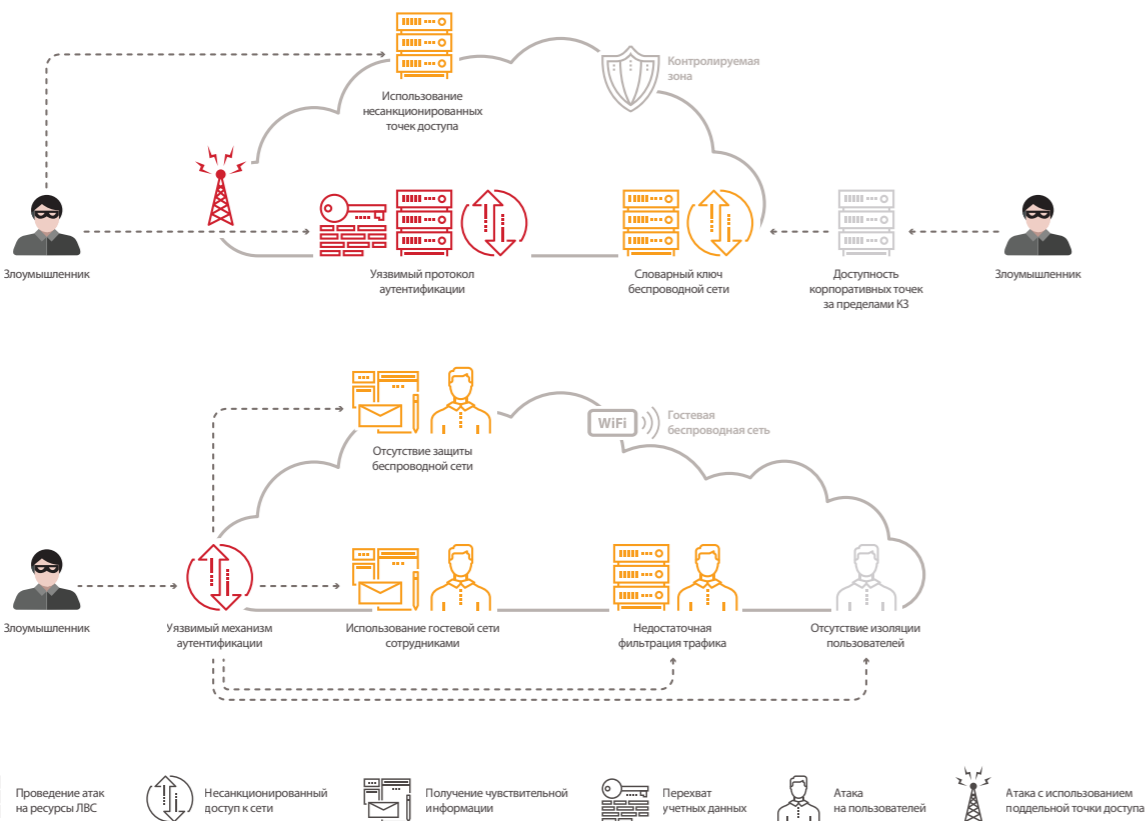 Контролируемая
зона
Использование
несанкционированных
точек доступа
Злоумышленник
Уязвимый протокол
аутентификации
Словарный ключ
беспроводной сети
Доступность
корпоративных точек
за пределами КЗ
Злоумышленник
WiFi
Гостевая
беспроводная сеть
Отсутствие защиты
беспроводной сети
Злоумышленник
Уязвимый механизм
аутентификации
Использование гостевой сети
сотрудниками
Недостаточная
фильтрация трафика
Отсутствие изоляции
пользователей
Проведение атак
на ресурсы ЛВС
Несанкционированный
доступ к сети
Получение чувствительной
информации
Перехват
учетных данных
Атака
на пользователей
Атака с использованием
поддельной точки доступа